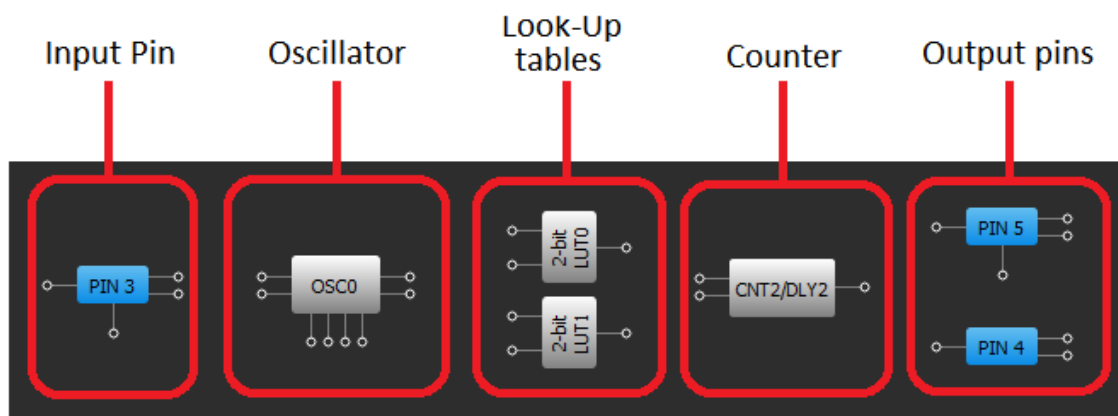 Input Pin
Oscillator
Look-Up
tables
Counter
Output pins
PIN 3
OSC0
2-bit
LUT0
2-bit
LUT1
CNT2/DLY2
PIN 5
PIN 4